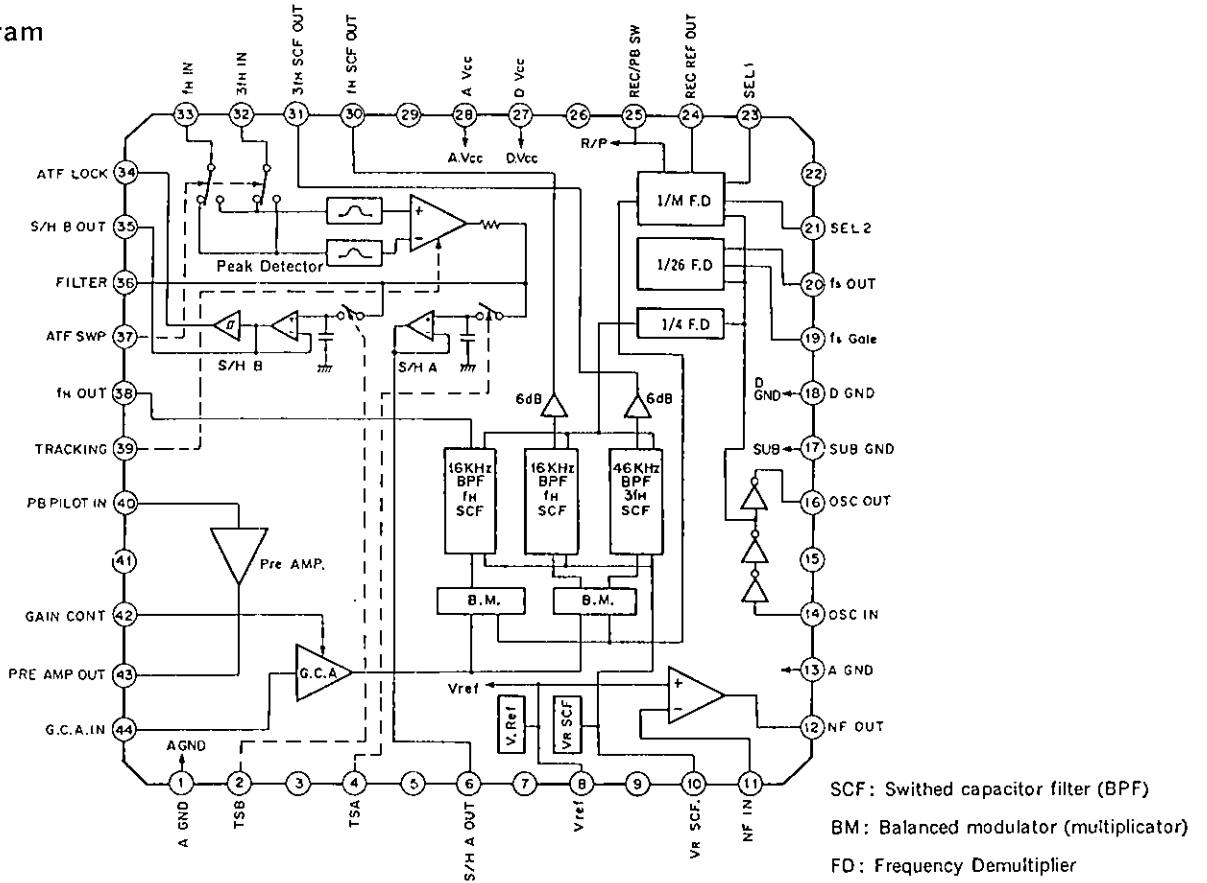 ram
fH IN
3fH IN
3fH SCF OUT
fH SCF OUT
A Vcc
D Vcc
REC/PB SW
REC REF OUT
SEL 1
33
32
31
30
29
28
27
26
25
24
23
A.Vcc
D.Vcc
R/P
ATF LOCK
34
S/H B OUT
35
FILTER
36
ATF SWP
37
fH OUT
38
TRACKING
39
PB PILOT IN
40
41
GAIN CONT
42
PRE AMP OUT
43
G.C.A.IN
44
Peak Detector
+
−
S/H B
S/H A
1/M F.D
1/26 F.D
1/4 F.D
6dB
6dB
16KHz
BPF
fH
SCF
16KHz
BPF
fH
SCF
46KHz
BPF
3fH
SCF
B.M.
B.M.
Pre AMP.
G.C.A
Vref
V. Ref
VR SCF
+
−
22
21
SEL 2
20
fs OUT
19
fs Gate
D
GND
18
D GND
SUB
17
SUB GND
16
OSC OUT
15
14
OSC IN
13
A GND
12
NF OUT
A GND
1
2
3
4
5
6
7
8
9
10
11
A GND
TSB
TSA
S/H A OUT
Vref
VR SCF.
NF IN
SCF: Swithed capacitor filter (BPF)
BM: Balanced modulator (multiplicator)
FD: Frequency Demultiplier